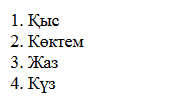 1. Қыс
2. Көктем
3. Жаз
4. Күз